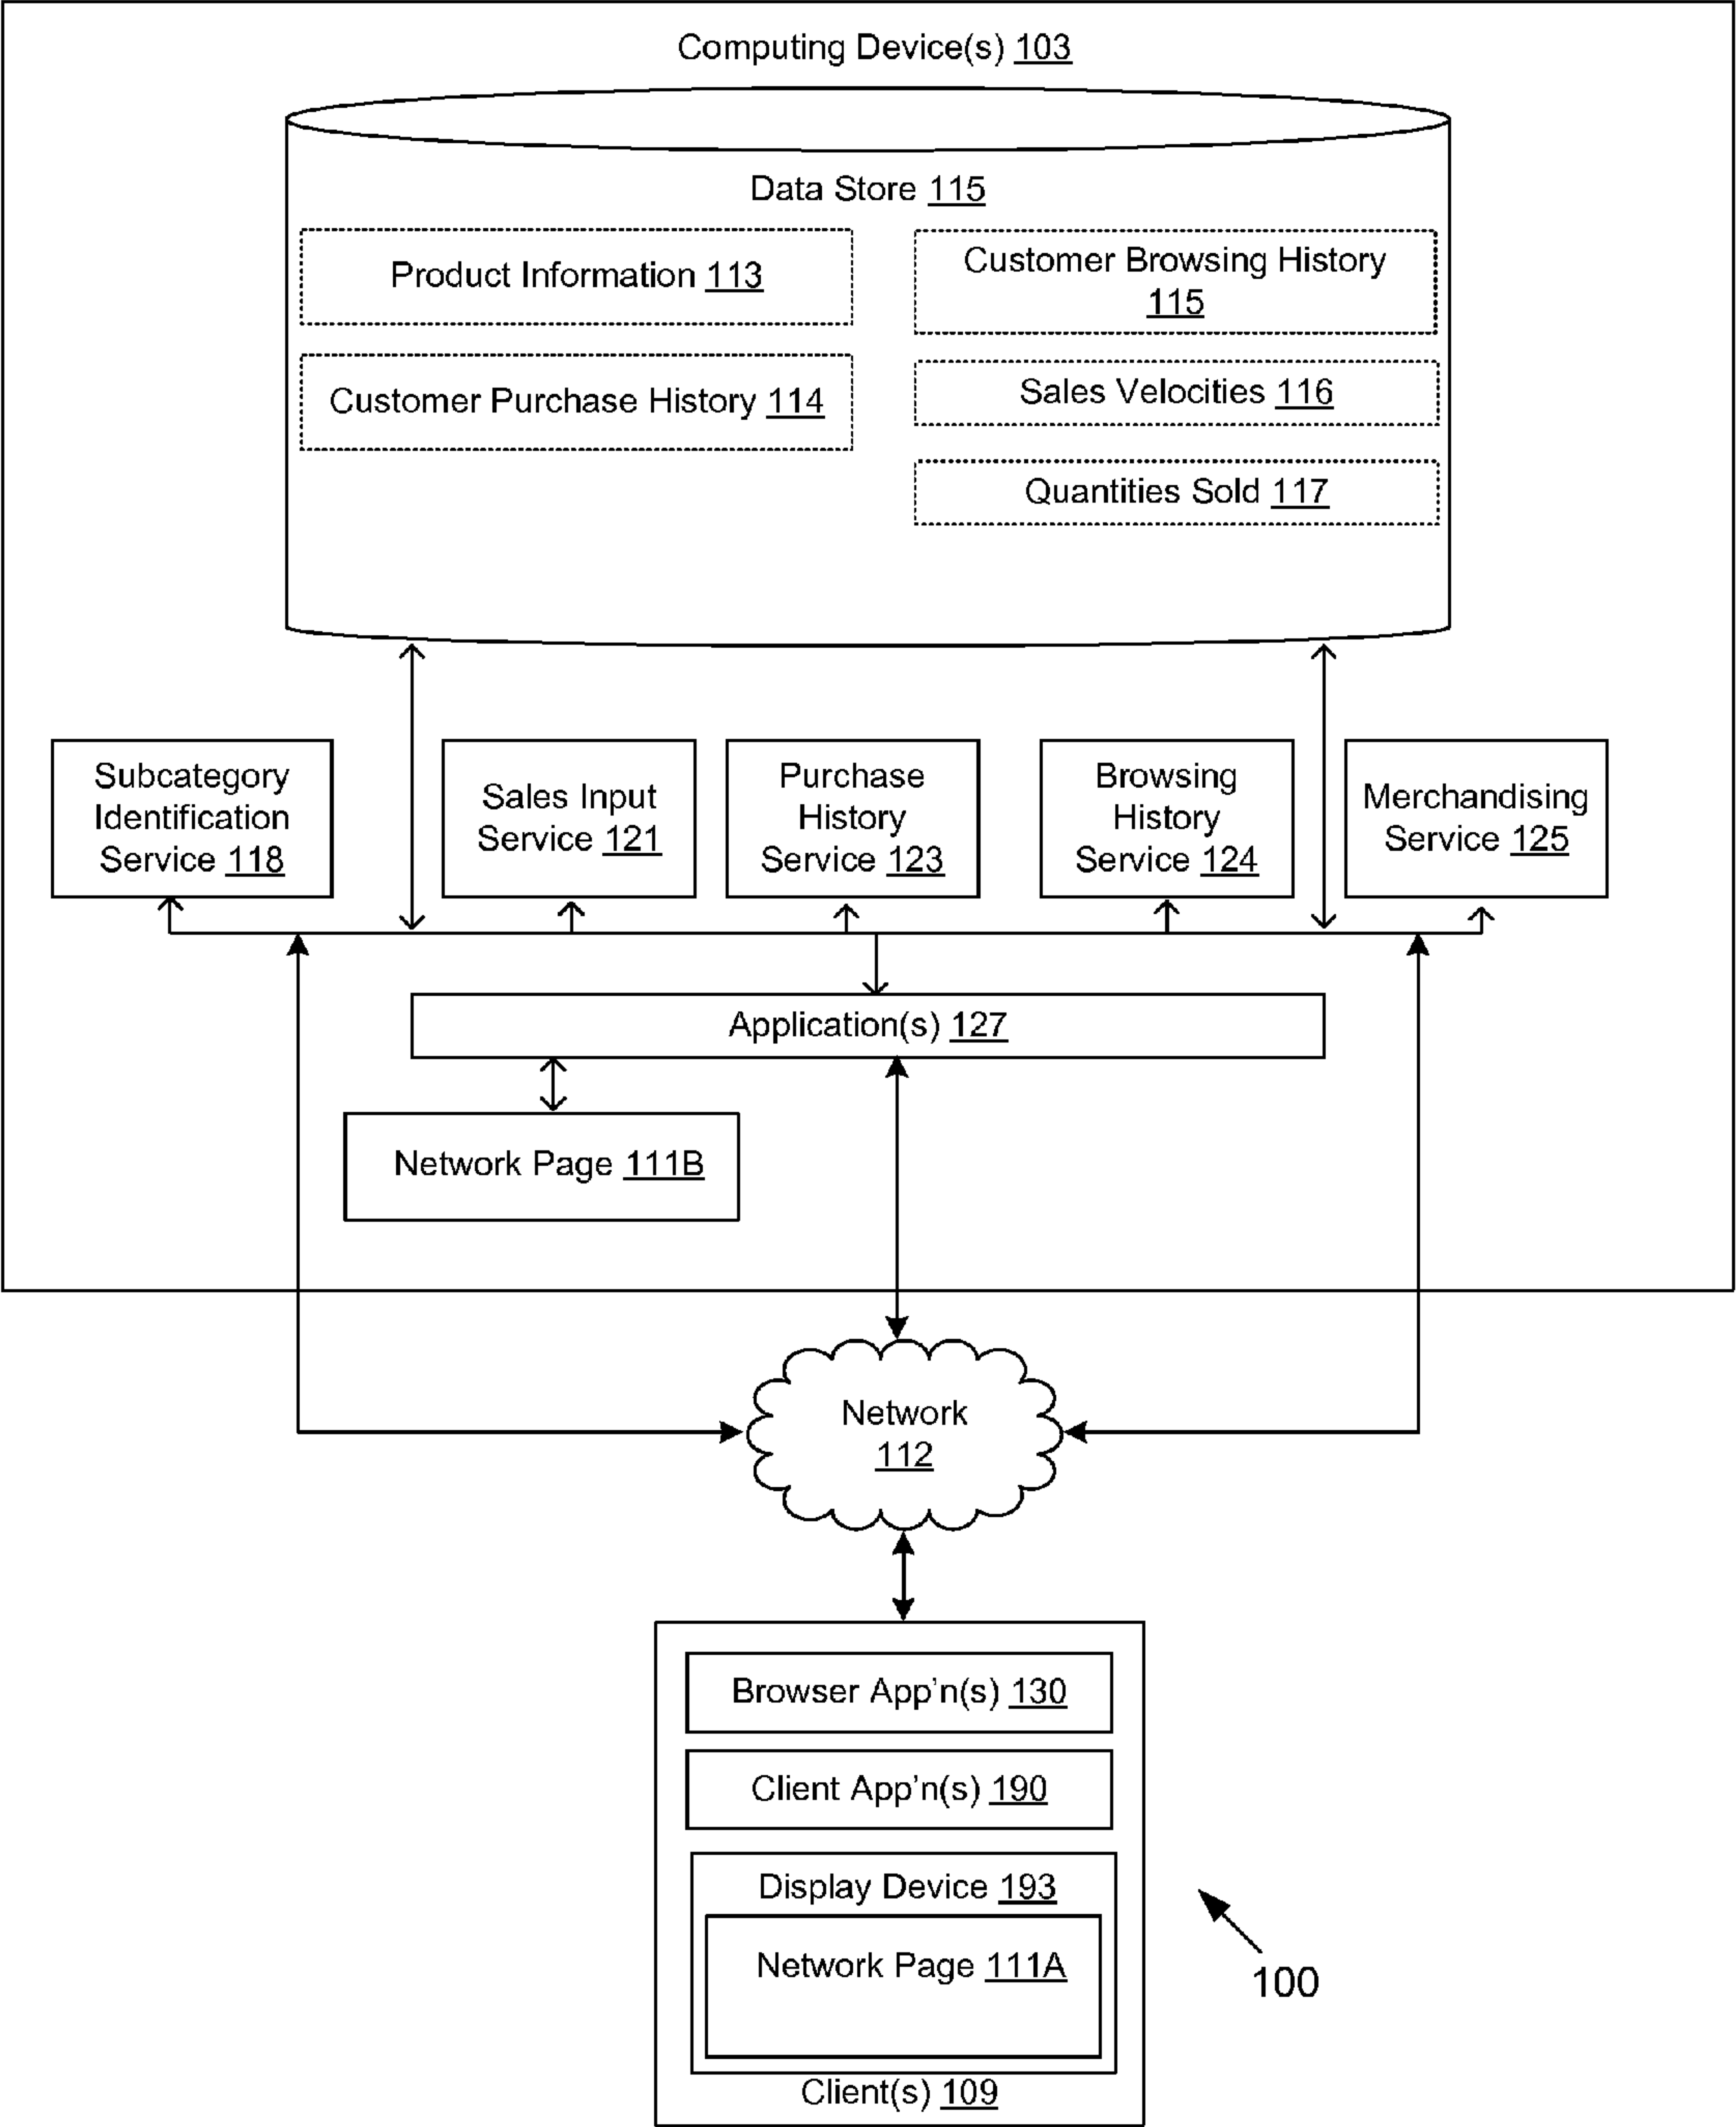 Computing Device(s) 103
Data Store 115
Product Information 113
Customer Purchase History 114
Customer Browsing History
115
Sales Velocities 116
Quantities Sold 117
Subcategory
Identification
Service 118
Sales Input
Service 121
Purchase
History
Service 123
Browsing
History
Service 124
Merchandising
Service 125
Application(s) 127
Network Page 111B
Network
112
Browser App'n(s) 130
Client App'n(s) 190
Display Device 193
Network Page 111A
Client(s) 109
100